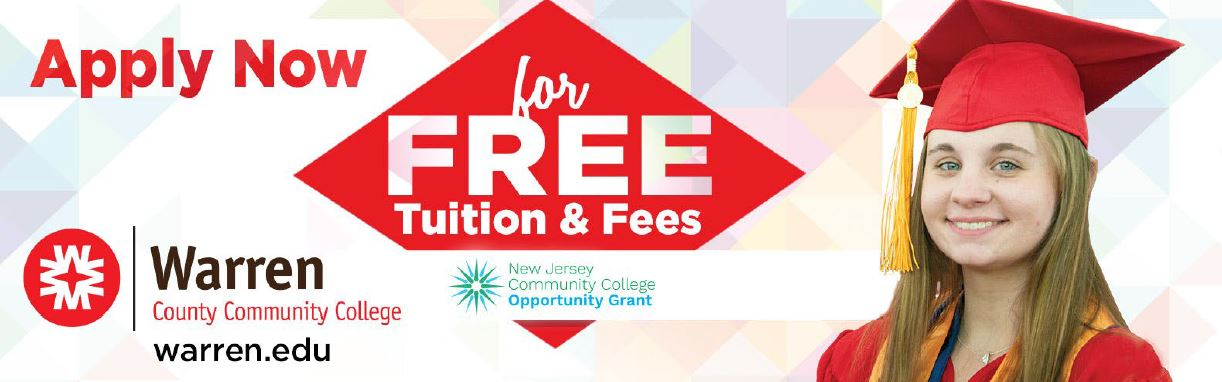 Apply Now
for
FREE
Tuition & Fees
Warren
County Community College
warren.edu
New Jersey
Community College
Opportunity Grant